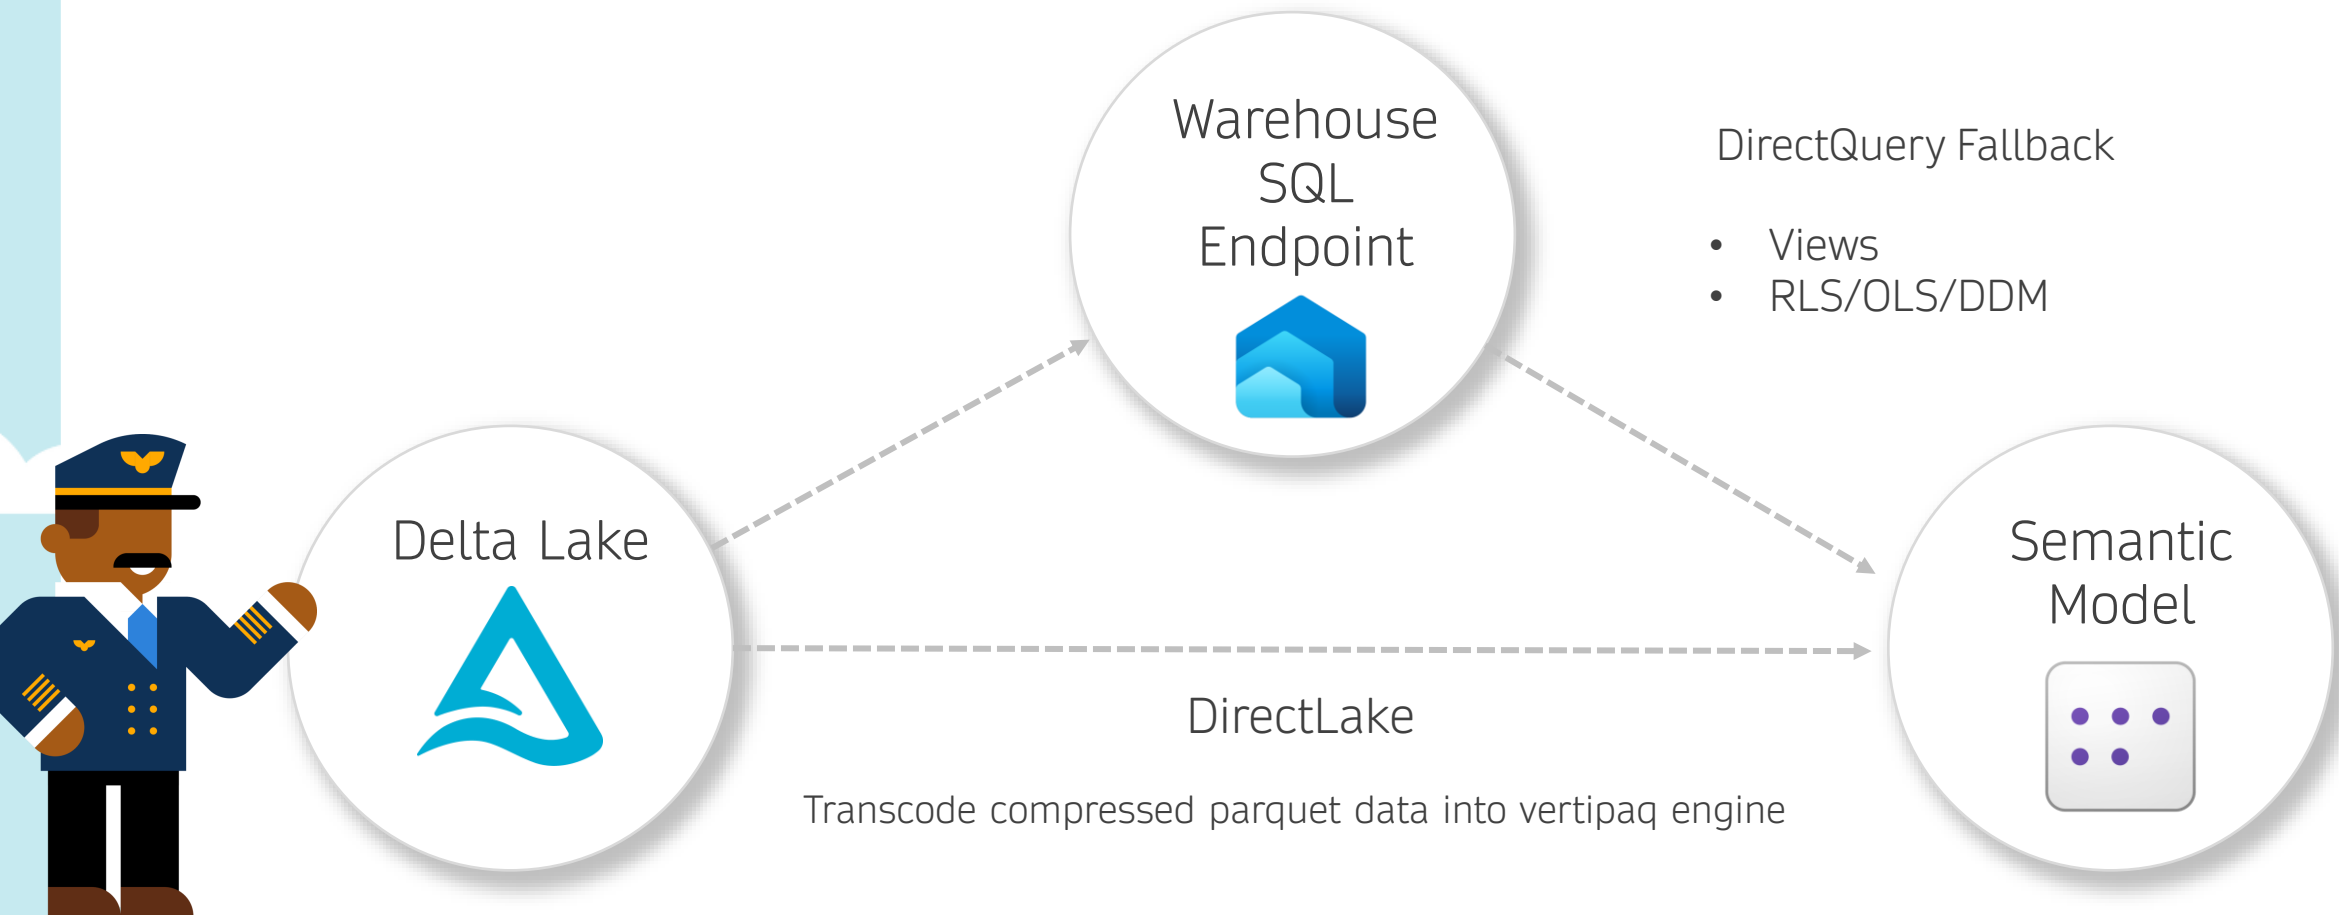 Warehouse
SQL
Endpoint
DirectQuery Fallback
• Views
• RLS/OLS/DDM
Delta Lake
Semantic
Model
DirectLake
Transcode compressed parquet data into vertipaq engine